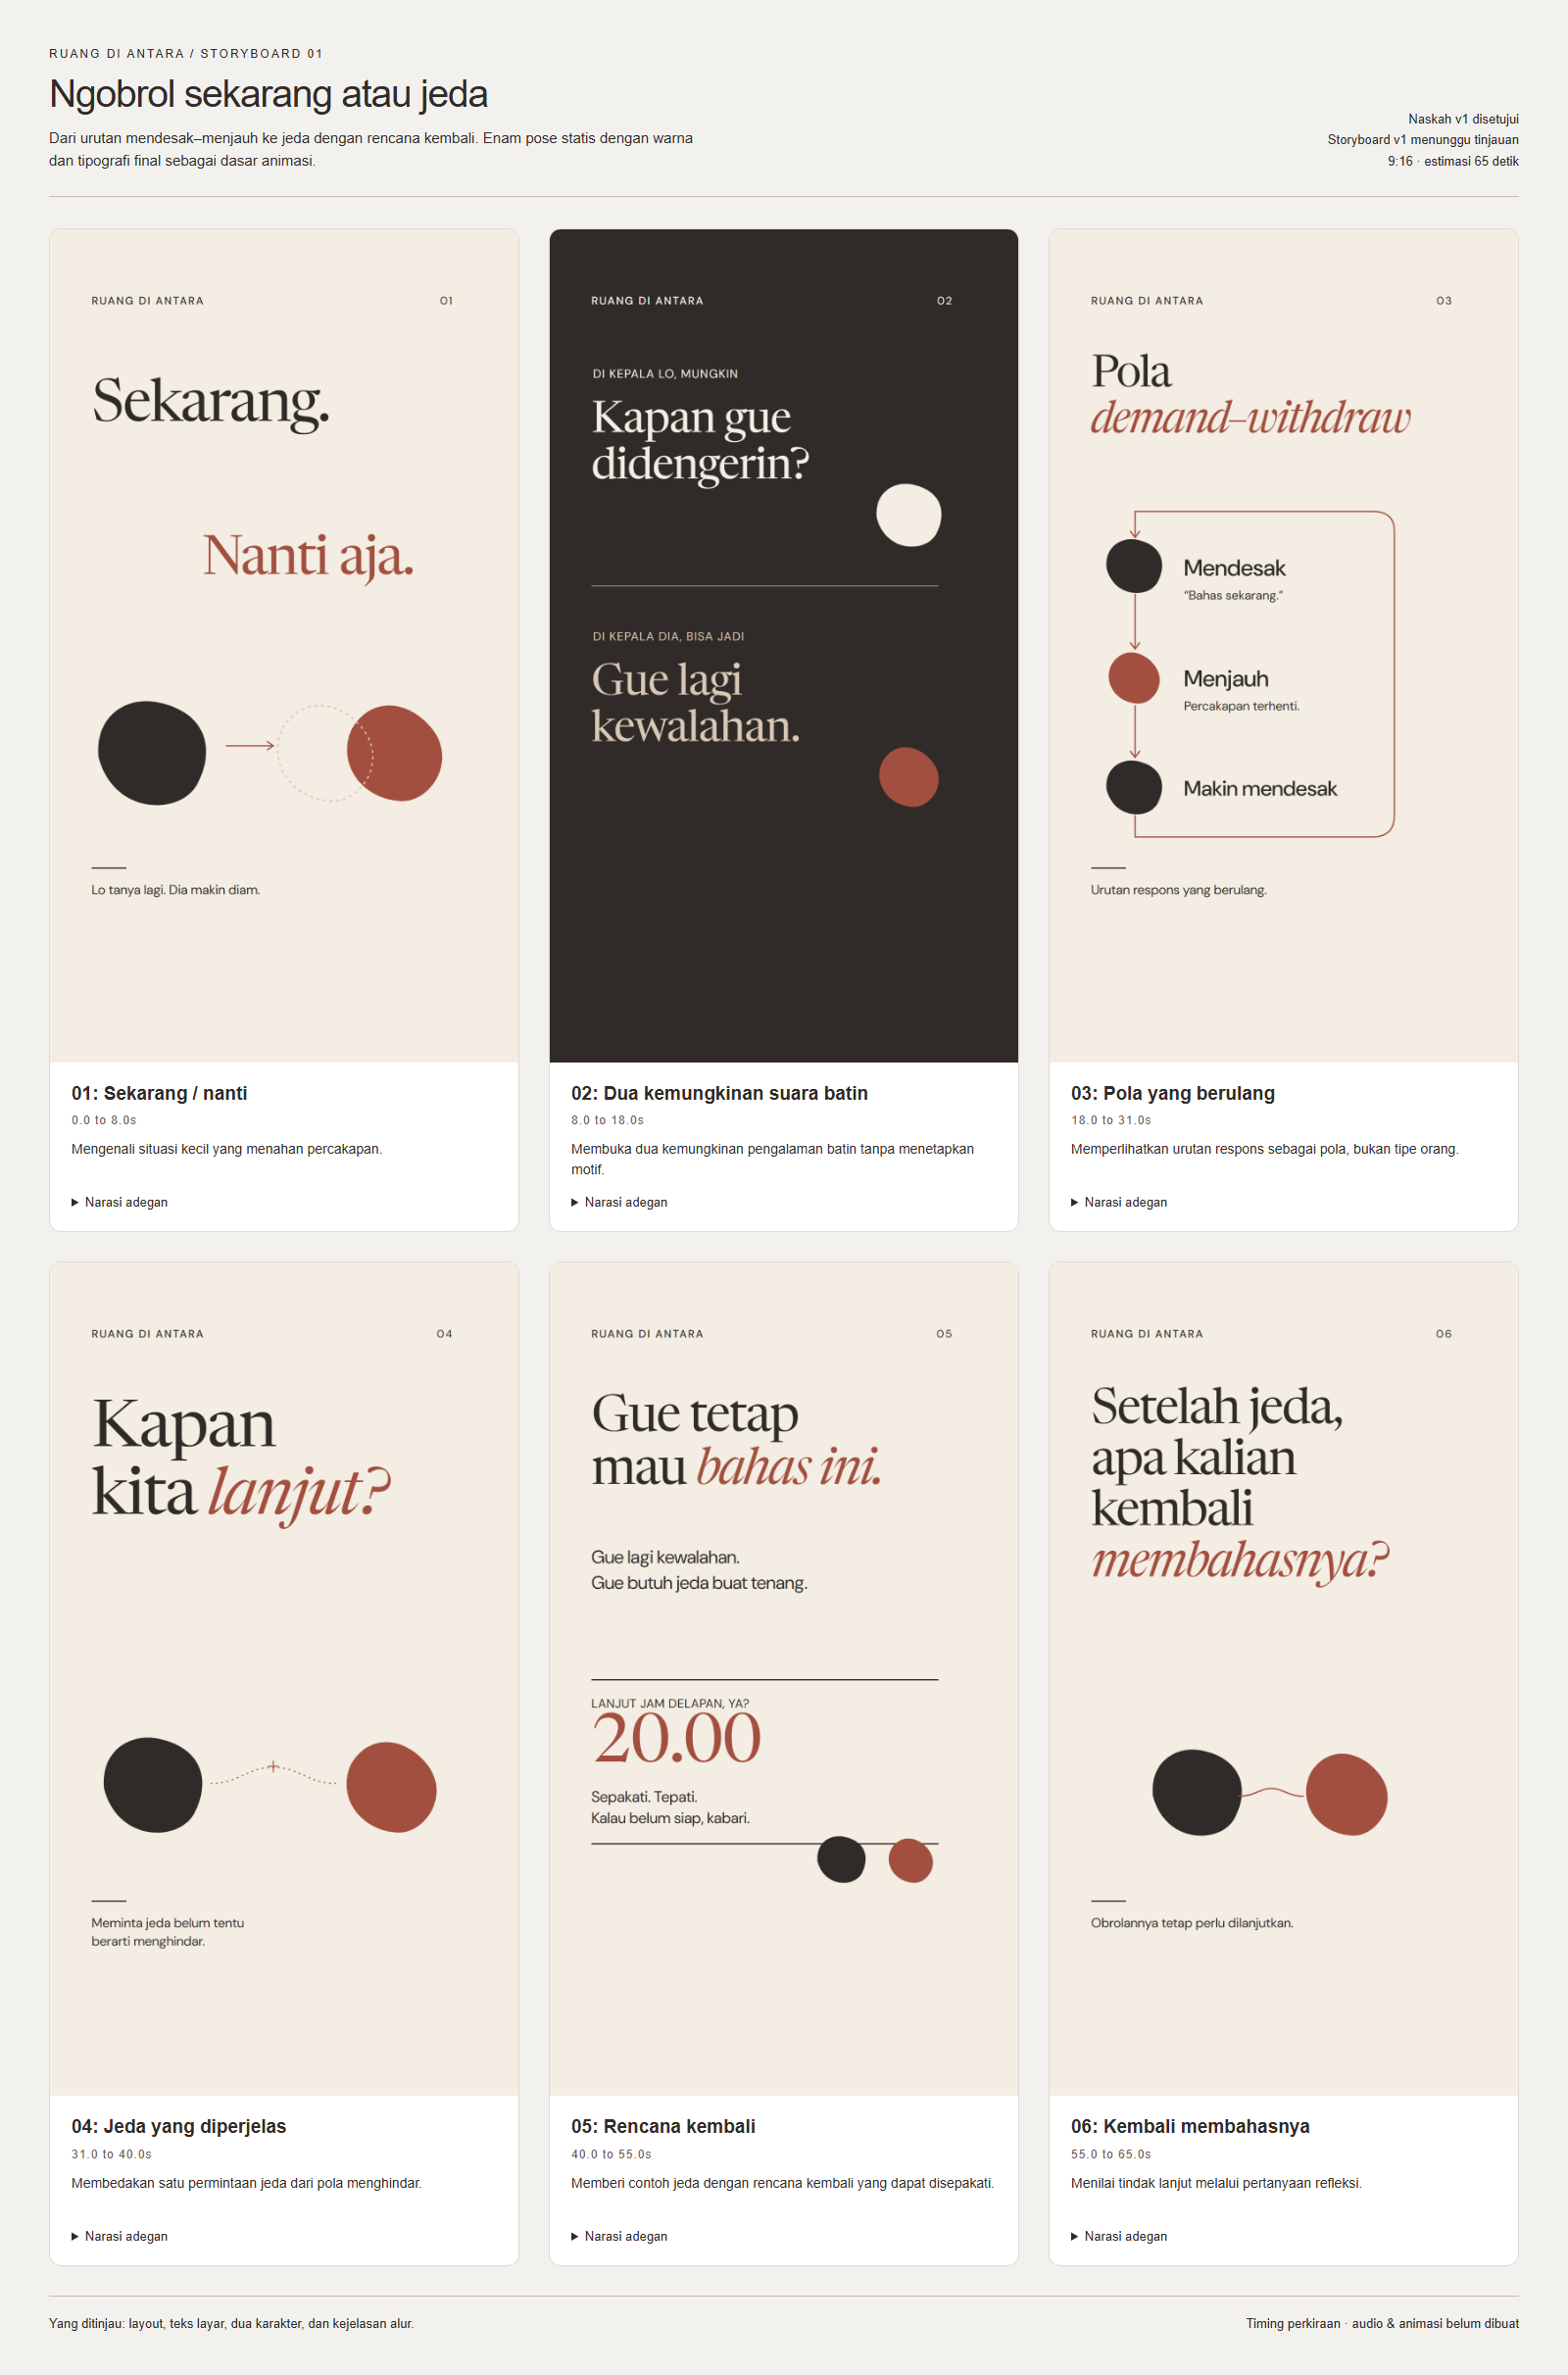 RUANG DI ANTARA / STORYBOARD 01
Ngobrol sekarang atau jeda
Dari urutan mendesak–menjauh ke jeda dengan rencana kembali. Enam pose statis dengan warna
dan tipografi final sebagai dasar animasi.
Naskah v1 disetujui
Storyboard v1 menunggu tinjauan
9:16 · estimasi 65 detik
RUANG DI ANTARA
01
Sekarang.
Nanti aja.
Lo tanya lagi. Dia makin diam.
01: Sekarang / nanti
0.0 to 8.0s
Mengenali situasi kecil yang menahan percakapan.
Narasi adegan
RUANG DI ANTARA
02
DI KEPALA LO, MUNGKIN
Kapan gue
didengerin?
DI KEPALA DIA, BISA JADI
Gue lagi
kewalahan.
02: Dua kemungkinan suara batin
8.0 to 18.0s
Membuka dua kemungkinan pengalaman batin tanpa menetapkan
motif.
Narasi adegan
RUANG DI ANTARA
03
Pola
demand–withdraw
Mendesak
“Bahas sekarang.”
Menjauh
Percakapan terhenti.
Makin mendesak
Urutan respons yang berulang.
03: Pola yang berulang
18.0 to 31.0s
Memperlihatkan urutan respons sebagai pola, bukan tipe orang.
Narasi adegan
RUANG DI ANTARA
04
Kapan
kita lanjut?
Meminta jeda belum tentu
berarti menghindar.
04: Jeda yang diperjelas
31.0 to 40.0s
Membedakan satu permintaan jeda dari pola menghindar.
Narasi adegan
RUANG DI ANTARA
05
Gue tetap
mau bahas ini.
Gue lagi kewalahan.
Gue butuh jeda buat tenang.
LANJUT JAM DELAPAN, YA?
20.00
Sepakati. Tepati.
Kalau belum siap, kabari.
05: Rencana kembali
40.0 to 55.0s
Memberi contoh jeda dengan rencana kembali yang dapat disepakati.
Narasi adegan
RUANG DI ANTARA
06
Setelah jeda,
apa kalian
kembali
membahasnya?
Obrolannya tetap perlu dilanjutkan.
06: Kembali membahasnya
55.0 to 65.0s
Menilai tindak lanjut melalui pertanyaan refleksi.
Narasi adegan
Yang ditinjau: layout, teks layar, dua karakter, dan kejelasan alur.
Timing perkiraan · audio & animasi belum dibuat